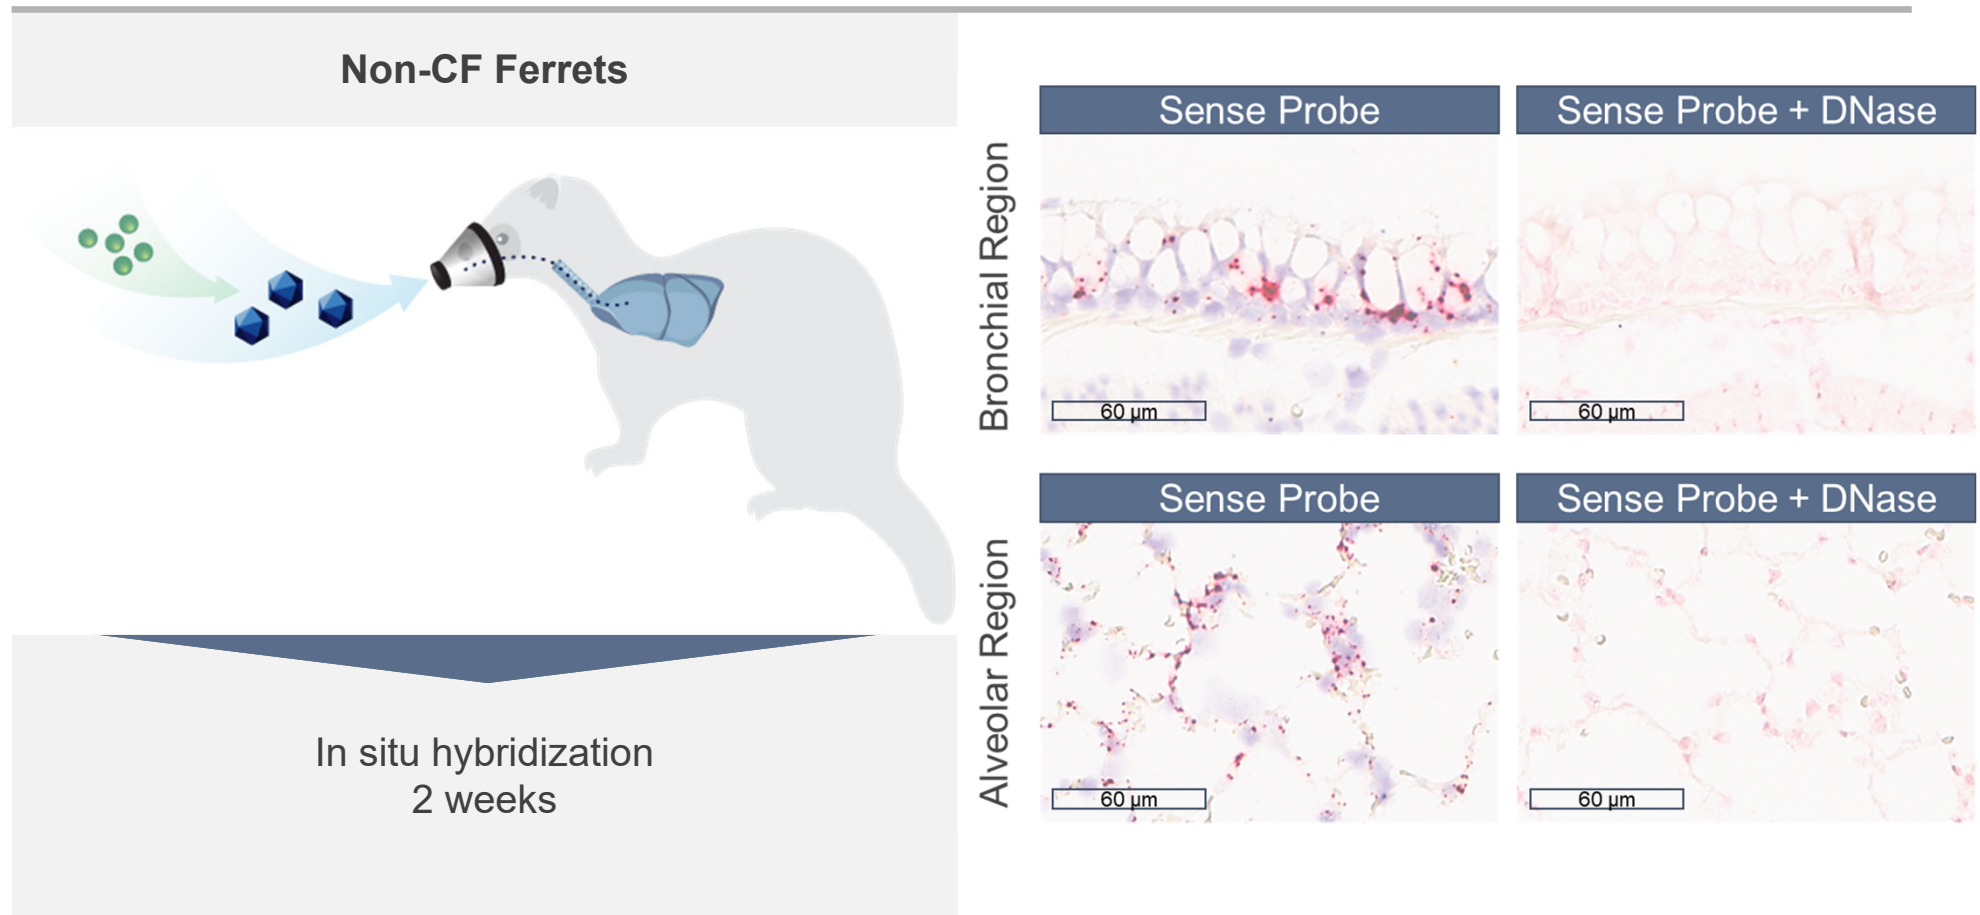 Non-CF Ferrets
In situ hybridization
2 weeks
Bronchial Region
Sense Probe
Sense Probe + DNase
60 µm
60 µm
Alveolar Region
Sense Probe
Sense Probe + DNase
60 µm
60 µm